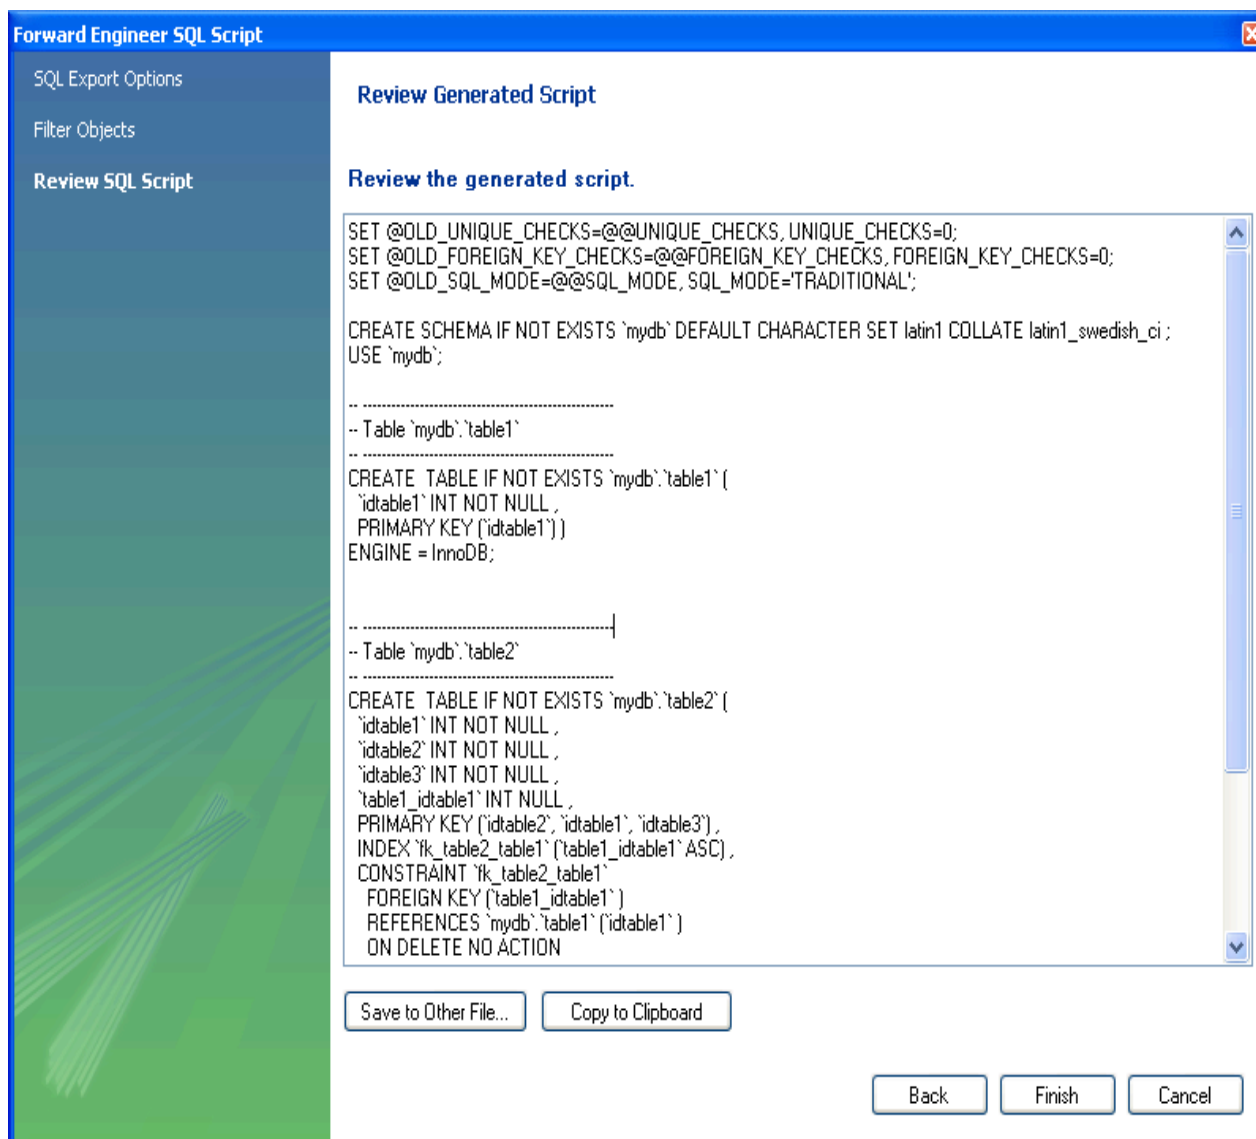 Forward Engineer SQL Script
SQL Export Options
Filter Objects
Review SQL Script
Review Generated Script
Review the generated script.
SET @OLD_UNIQUE_CHECKS=@@UNIQUE_CHECKS, UNIQUE_CHECKS=0;
SET @OLD_FOREIGN_KEY_CHECKS=@@FOREIGN_KEY_CHECKS, FOREIGN_KEY_CHECKS=0;
SET @OLD_SQL_MODE=@@SQL_MODE, SQL_MODE='TRADITIONAL';
CREATE SCHEMA IF NOT EXISTS `mydb` DEFAULT CHARACTER SET latin1 COLLATE latin1_swedish_ci ;
USE `mydb`;
-- -----------------------------------------------------
-- Table `mydb`.`table1`
-- -----------------------------------------------------
CREATE  TABLE IF NOT EXISTS `mydb`.`table1` (
  `idtable1` INT NOT NULL ,
  PRIMARY KEY (`idtable1`) )
ENGINE = InnoDB;
-- -----------------------------------------------------
-- Table `mydb`.`table2`
-- -----------------------------------------------------
CREATE  TABLE IF NOT EXISTS `mydb`.`table2` (
  `idtable1` INT NOT NULL ,
  `idtable2` INT NOT NULL ,
  `idtable3` INT NOT NULL ,
  `table1_idtable1` INT NULL ,
  PRIMARY KEY (`idtable2`, `idtable1`, `idtable3`) ,
  INDEX `fk_table2_table1` (`table1_idtable1` ASC) ,
  CONSTRAINT `fk_table2_table1`
    FOREIGN KEY (`table1_idtable1` )
    REFERENCES `mydb`.`table1` (`idtable1` )
    ON DELETE NO ACTION
Save to Other File... Copy to Clipboard
Back Finish Cancel